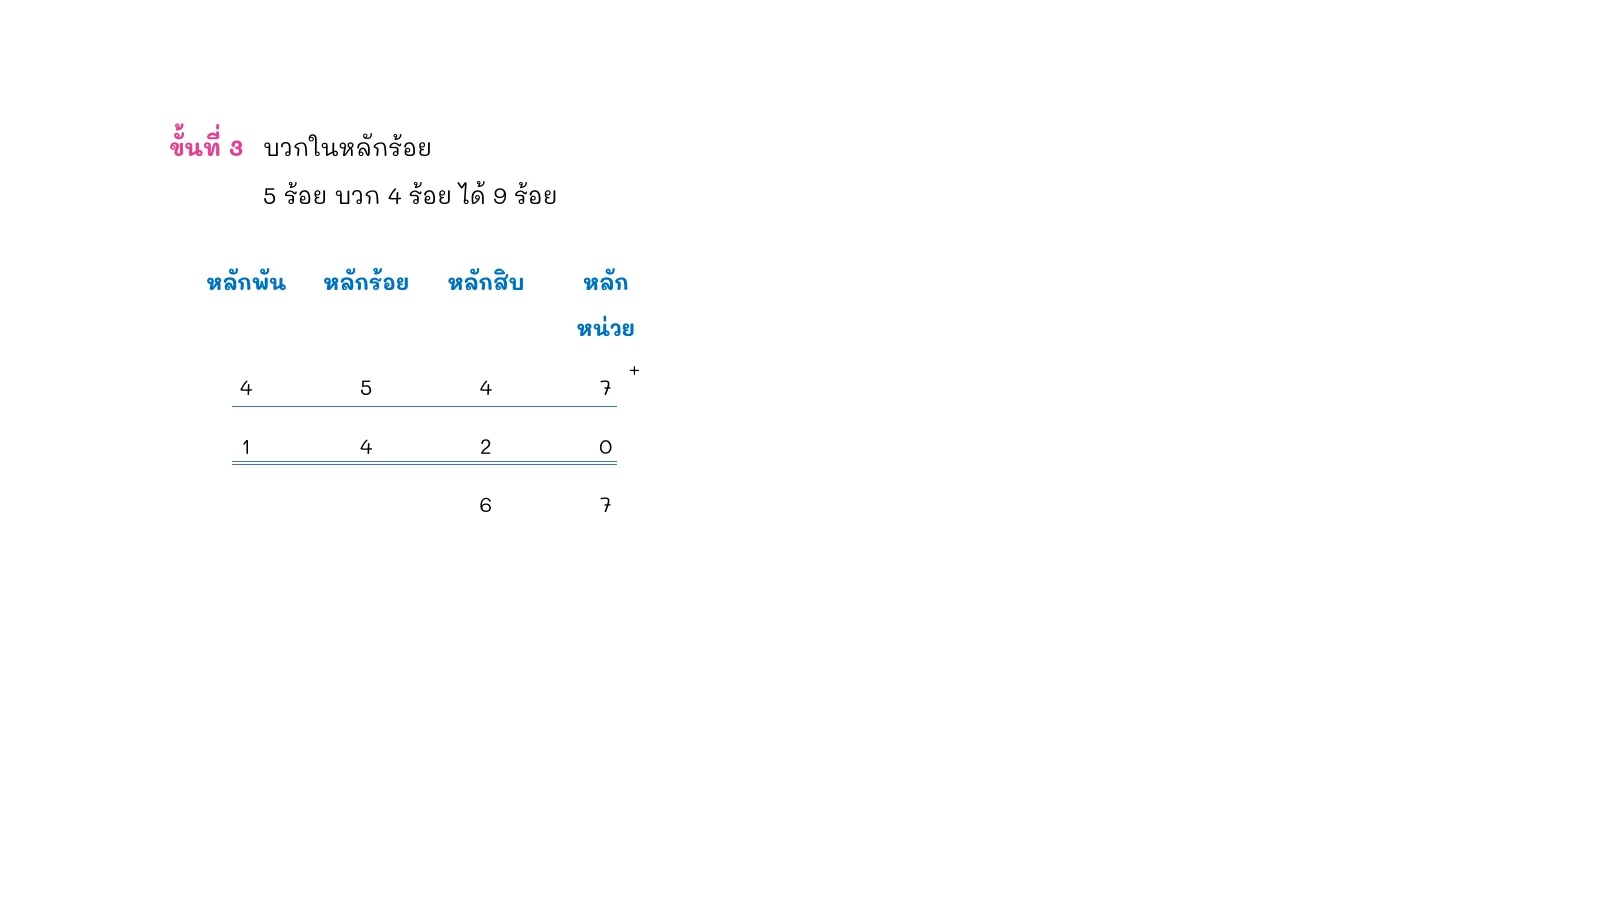 ขั้นที่ 3 บวกในหลักร้อย
5 ร้อย บวก 4 ร้อย ได้ 9 ร้อย
หลักพัน หลักร้อย หลักสิบ หลัก
หน่วย
+
4 5 4 7
1 4 2 0
6 7